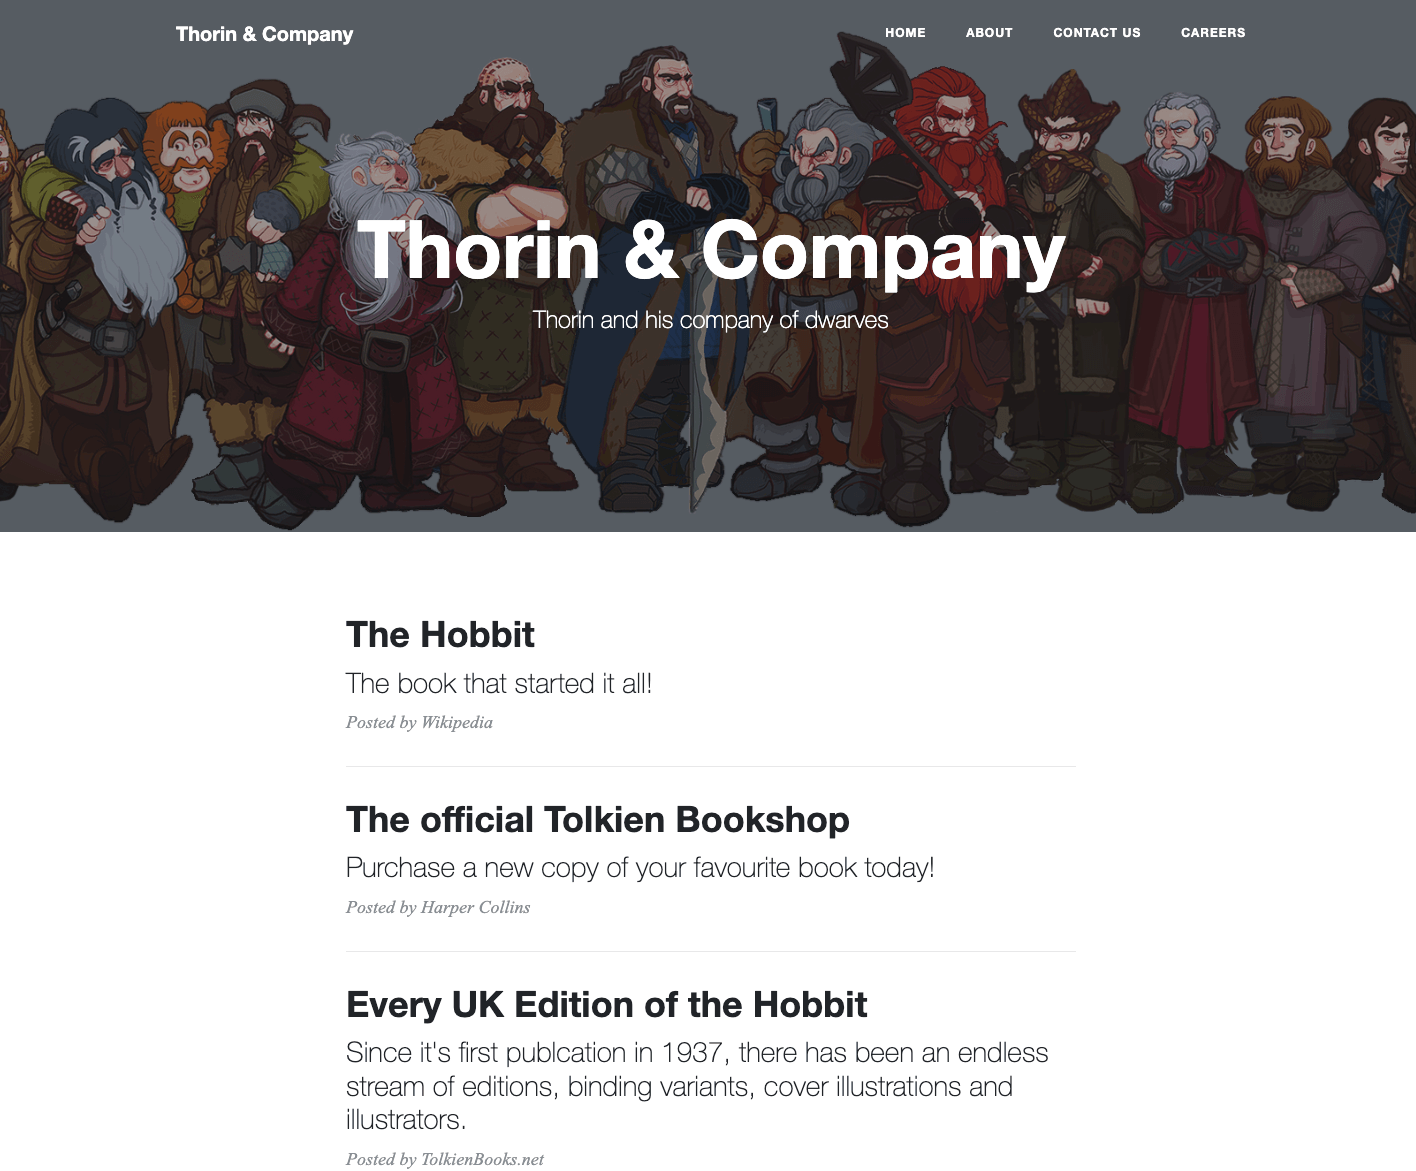 Thorin & Company
HOME ABOUT CONTACT US CAREERS
Thorin & Company
Thorin and his company of dwarves
The Hobbit
The book that started it all!
Posted by Wikipedia
The official Tolkien Bookshop
Purchase a new copy of your favourite book today!
Posted by Harper Collins
Every UK Edition of the Hobbit
Since it's first publcation in 1937, there has been an endless
stream of editions, binding variants, cover illustrations and
illustrators.
Posted by TolkienBooks.net